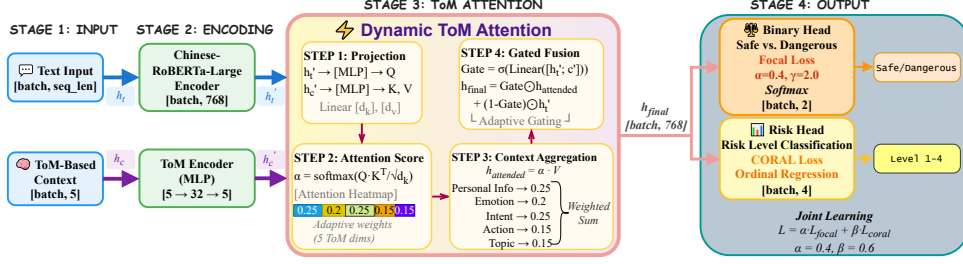 STAGE 1: INPUT
STAGE 2: ENCODING
STAGE 3: ToM ATTENTION
STAGE 4: OUTPUT
💬 Text Input
[batch, seq_len]
h_t
Chinese-
RoBERTa-Large
Encoder
[batch, 768]
h_t'
🧠 ToM-Based
Context
[batch, 5]
h_c
ToM Encoder
(MLP)
[5 → 32 → 5]
h_c'
⚡ Dynamic ToM Attention
STEP 1: Projection
h_t' → [MLP] → Q
h_c' → [MLP] → K, V
Linear [d_k], [d_v]
STEP 2: Attention Score
α = softmax(Q·K^T/√d_k)
[Attention Heatmap]
0.25 0.2 0.25 0.15 0.15
Adaptive weights
(5 ToM dims)
STEP 3: Context Aggregation
h_attended = α · V
Personal Info → 0.25
Emotion → 0.2
Intent → 0.25
Action → 0.15
Topic → 0.15
Weighted
Sum
STEP 4: Gated Fusion
Gate = σ(Linear([h_t'; c']))
h_final = Gate⊙h_attended
+ (1-Gate)⊙h_t'
└ Adaptive Gating ┘
h_final
[batch, 768]
Binary Head
Safe vs. Dangerous
Focal Loss
α=0.4, γ=2.0
Softmax
[batch, 2]
Safe/Dangerous
📊 Risk Head
Risk Level Classification
CORAL Loss
Ordinal Regression
[batch, 4]
Level 1-4
Joint Learning
L = α·L_focal + β·L_coral
α = 0.4, β = 0.6